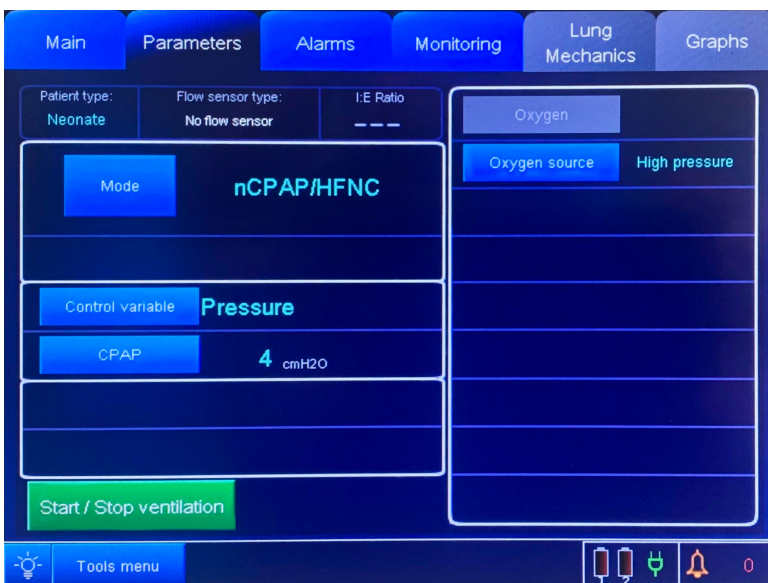 Main
Parameters
Alarms
Monitoring
Lung
Mechanics
Graphs
Patient type:
Neonate
Flow sensor type:
No flow sensor
I:E Ratio
---
Oxygen
Oxygen source
High pressure
Mode
nCPAP/HFNC
Control variable
Pressure
CPAP
4 cmH2O
Start / Stop ventilation
Tools menu
1
2
0